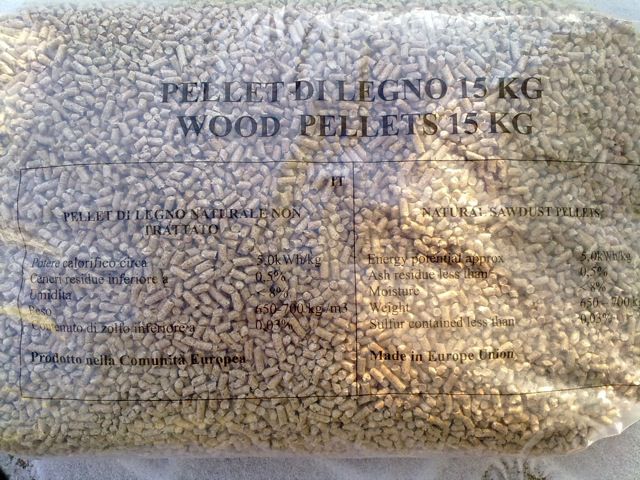 PELLET DI LEGNO 15 KG
WOOD PELLETS 15 KG
IT
PELLET DI LEGNO NATURALE NON
TRATTATO
Potere calorifico circa 5,0kWh/kg
Ceneri residue inferiore a 0,5%
Umidita 8%
Peso 650-700 kg/m3
Contenuto di zolfo inferiore a 0,03%
Prodotto nella Comunita Europea
NATURAL SAWDUST PELLETS
Energy potential approx 5,0kWh/kg
Ash residue less than 0,5%
Moisture 8%
Weight 650-700
Sulfur contained less than 0,03%
Made in Europe Union